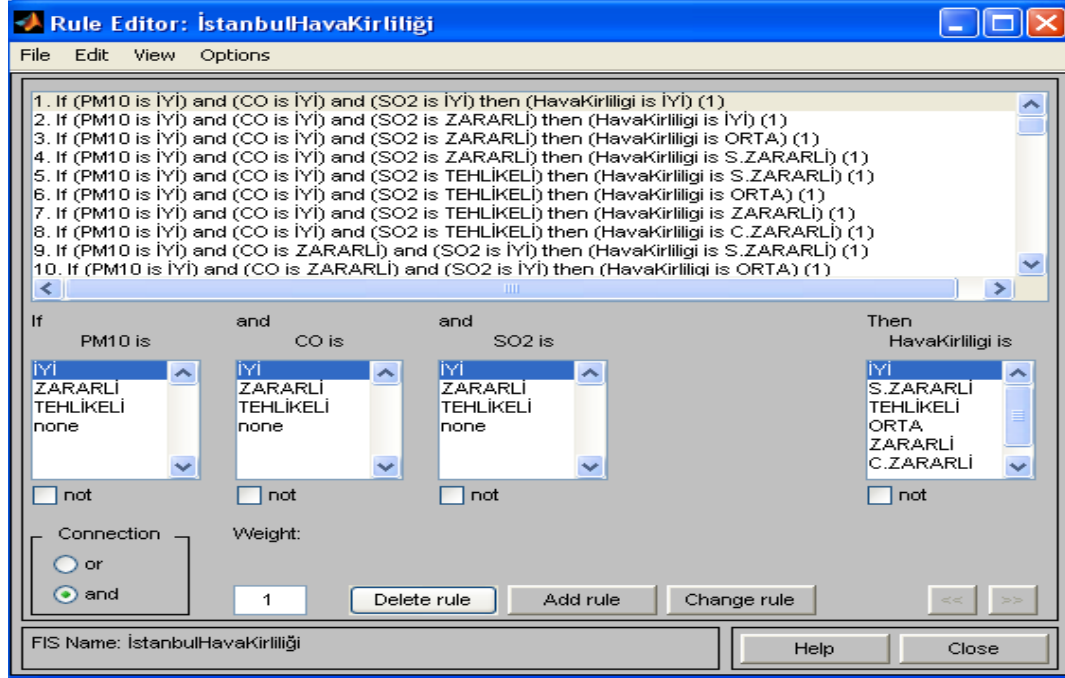 Rule Editor: İstanbulHavaKirliliği
File Edit View Options
1. If (PM10 is İYİ) and (CO is İYİ) and (SO2 is İYİ) then (HavaKirliligi is İYİ) (1)
2. If (PM10 is İYİ) and (CO is İYİ) and (SO2 is ZARARLİ) then (HavaKirliligi is İYİ) (1)
3. If (PM10 is İYİ) and (CO is İYİ) and (SO2 is ZARARLİ) then (HavaKirliligi is ORTA) (1)
4. If (PM10 is İYİ) and (CO is İYİ) and (SO2 is ZARARLİ) then (HavaKirliligi is S.ZARARLİ) (1)
5. If (PM10 is İYİ) and (CO is İYİ) and (SO2 is TEHLİKELİ) then (HavaKirliligi is S.ZARARLİ) (1)
6. If (PM10 is İYİ) and (CO is İYİ) and (SO2 is TEHLİKELİ) then (HavaKirliligi is ORTA) (1)
7. If (PM10 is İYİ) and (CO is İYİ) and (SO2 is TEHLİKELİ) then (HavaKirliligi is ZARARLİ) (1)
8. If (PM10 is İYİ) and (CO is İYİ) and (SO2 is TEHLİKELİ) then (HavaKirliligi is C.ZARARLİ) (1)
9. If (PM10 is İYİ) and (CO is ZARARLİ) and (SO2 is İYİ) then (HavaKirliligi is S.ZARARLİ) (1)
10. If (PM10 is İYİ) and (CO is ZARARLİ) and (SO2 is İYİ) then (HavaKirliligi is ORTA) (1)
If and and Then
PM10 is CO is SO2 is HavaKirliligi is
İYİ İYİ İYİ İYİ
ZARARLİ ZARARLİ ZARARLİ S.ZARARLİ
TEHLİKELİ TEHLİKELİ TEHLİKELİ TEHLİKELİ
none none none ORTA
ZARARLİ
C.ZARARLİ
not not not not
Connection Weight:
or
and 1 Delete rule Add rule Change rule << >>
FIS Name: İstanbulHavaKirliliği Help Close